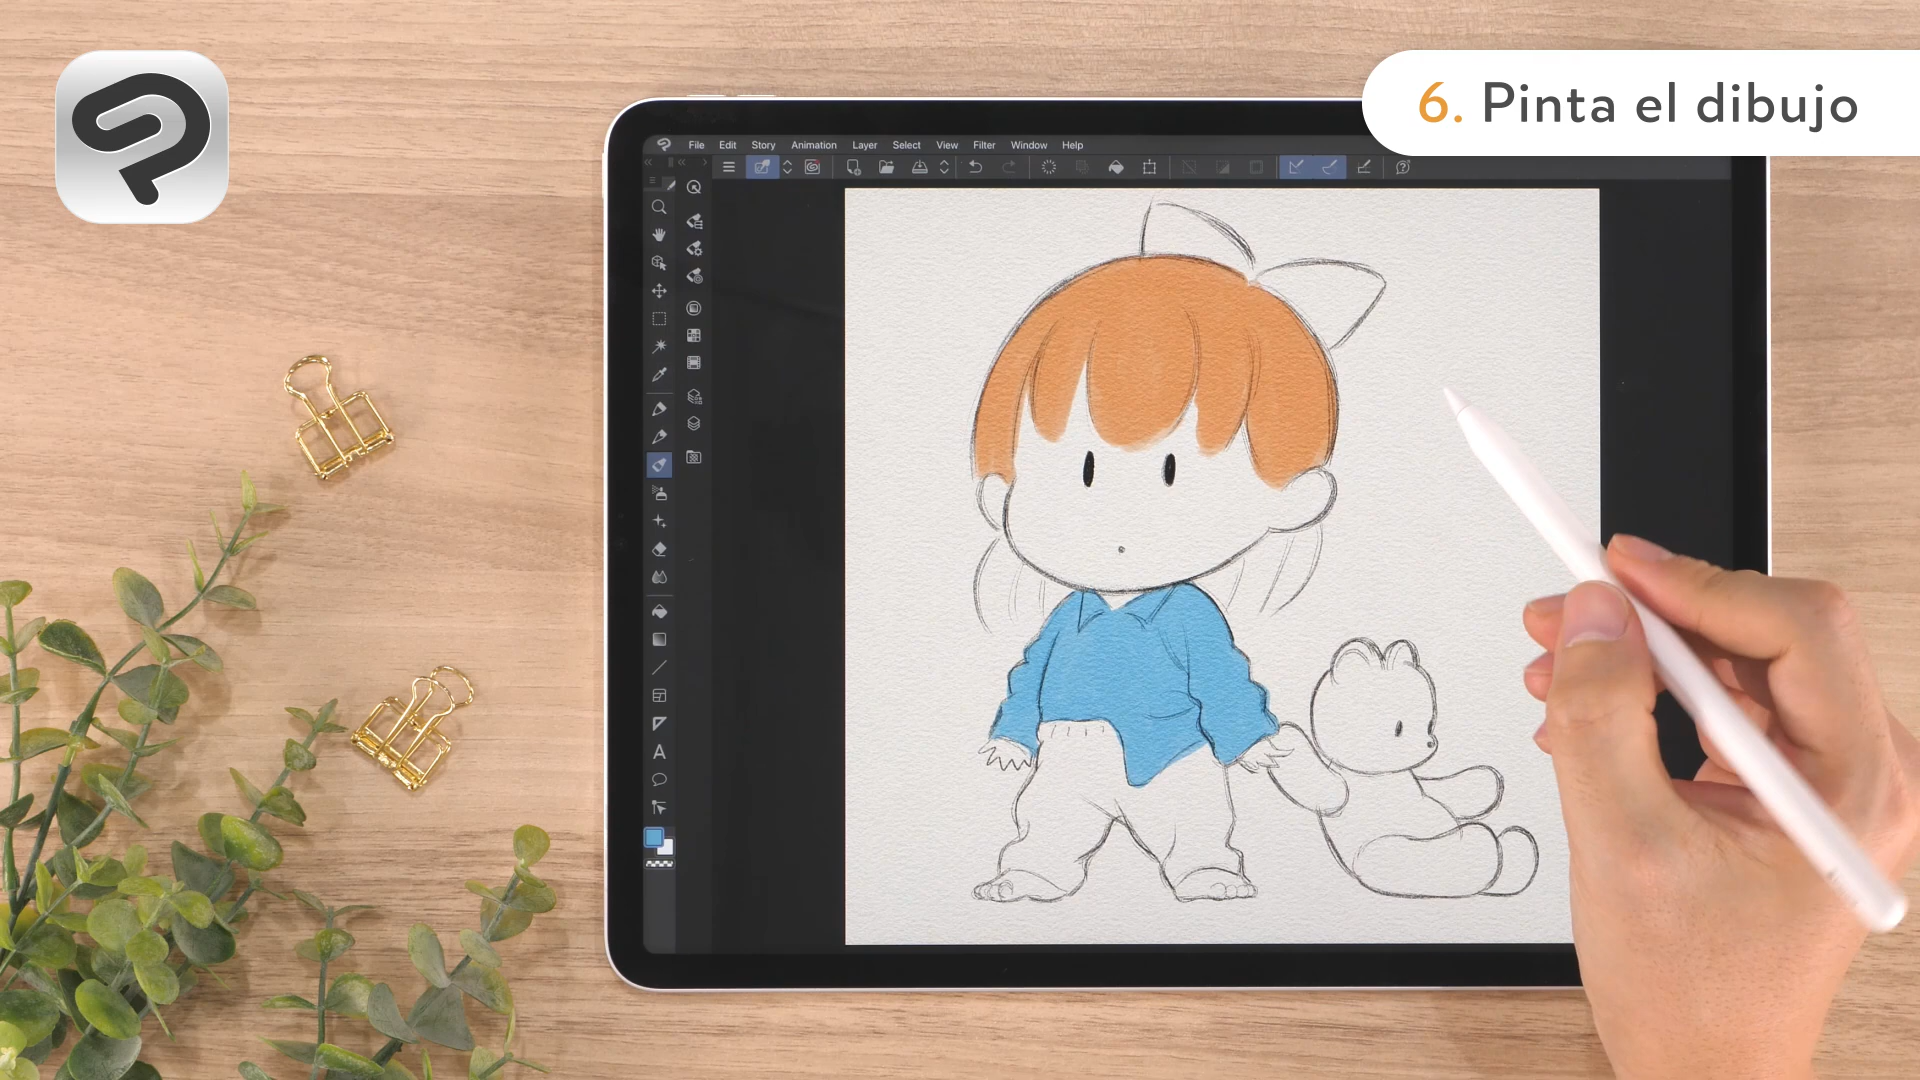 6. Pinta el dibujo
File Edit Story Animation Layer Select View Filter Window Help
A